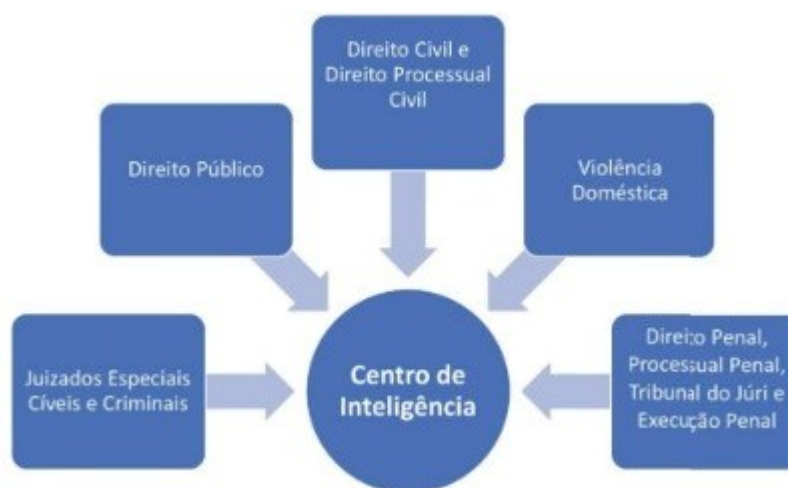 Direito Civil e
Direito Processual
Civil
Direito Público
Violência
Doméstica
Juizados Especiais
Cíveis e Criminais
Centro de
Inteligência
Direito Penal,
Processual Penal,
Tribunal do Júri e
Execução Penal